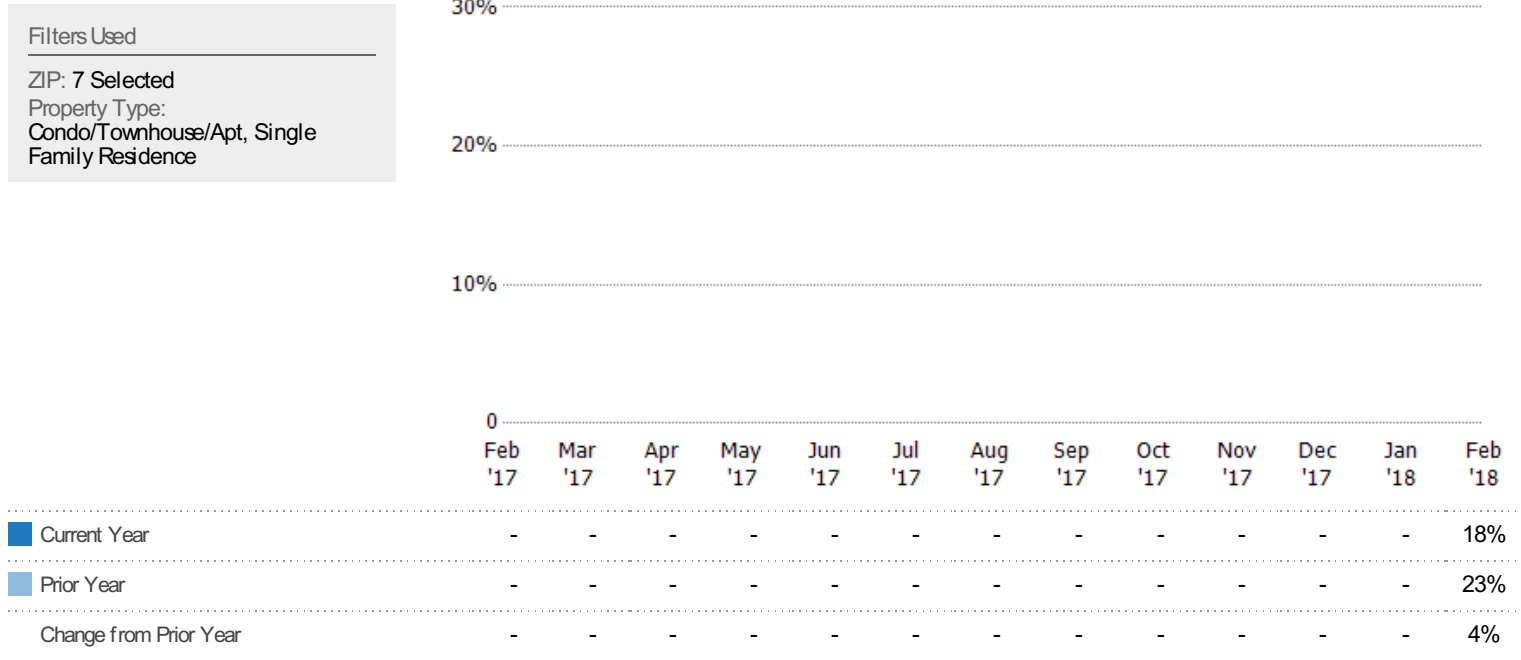 Filters Used
ZIP: 7 Selected
Property Type:
Condo/Townhouse/Apt, Single
Family Residence
30%
20%
10%
0
Feb Mar Apr May Jun Jul Aug Sep Oct Nov Dec Jan Feb
'17 '17 '17 '17 '17 '17 '17 '17 '17 '17 '17 '18 '18
Current Year - - - - - - - - - - - - 18%
Prior Year - - - - - - - - - - - - 23%
Change from Prior Year - - - - - - - - - - - - 4%